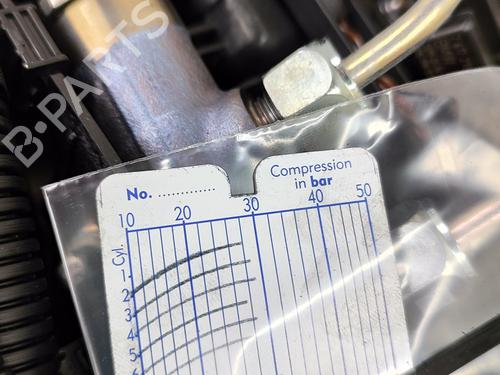 B-PARTS
No. ..............
Compression
in bar
10 20 30 40 50
Cyl.
1
2
3
4
5
6